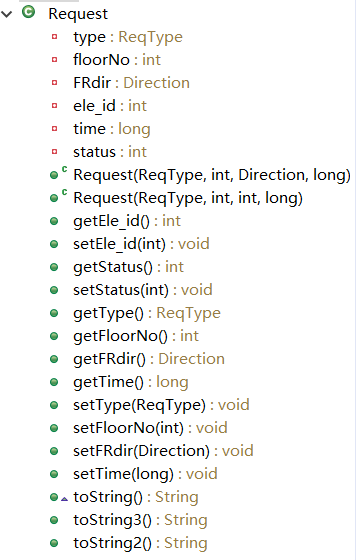 Request
type : ReqType
floorNo : int
FRdir : Direction
ele_id : int
time : long
status : int
Request(ReqType, int, Direction, long)
Request(ReqType, int, int, long)
getEle_id() : int
setEle_id(int) : void
getStatus() : int
setStatus(int) : void
getType() : ReqType
getFloorNo() : int
getFRdir() : Direction
getTime() : long
setType(ReqType) : void
setFloorNo(int) : void
setFRdir(Direction) : void
setTime(long) : void
toString() : String
toString3() : String
toString2() : String